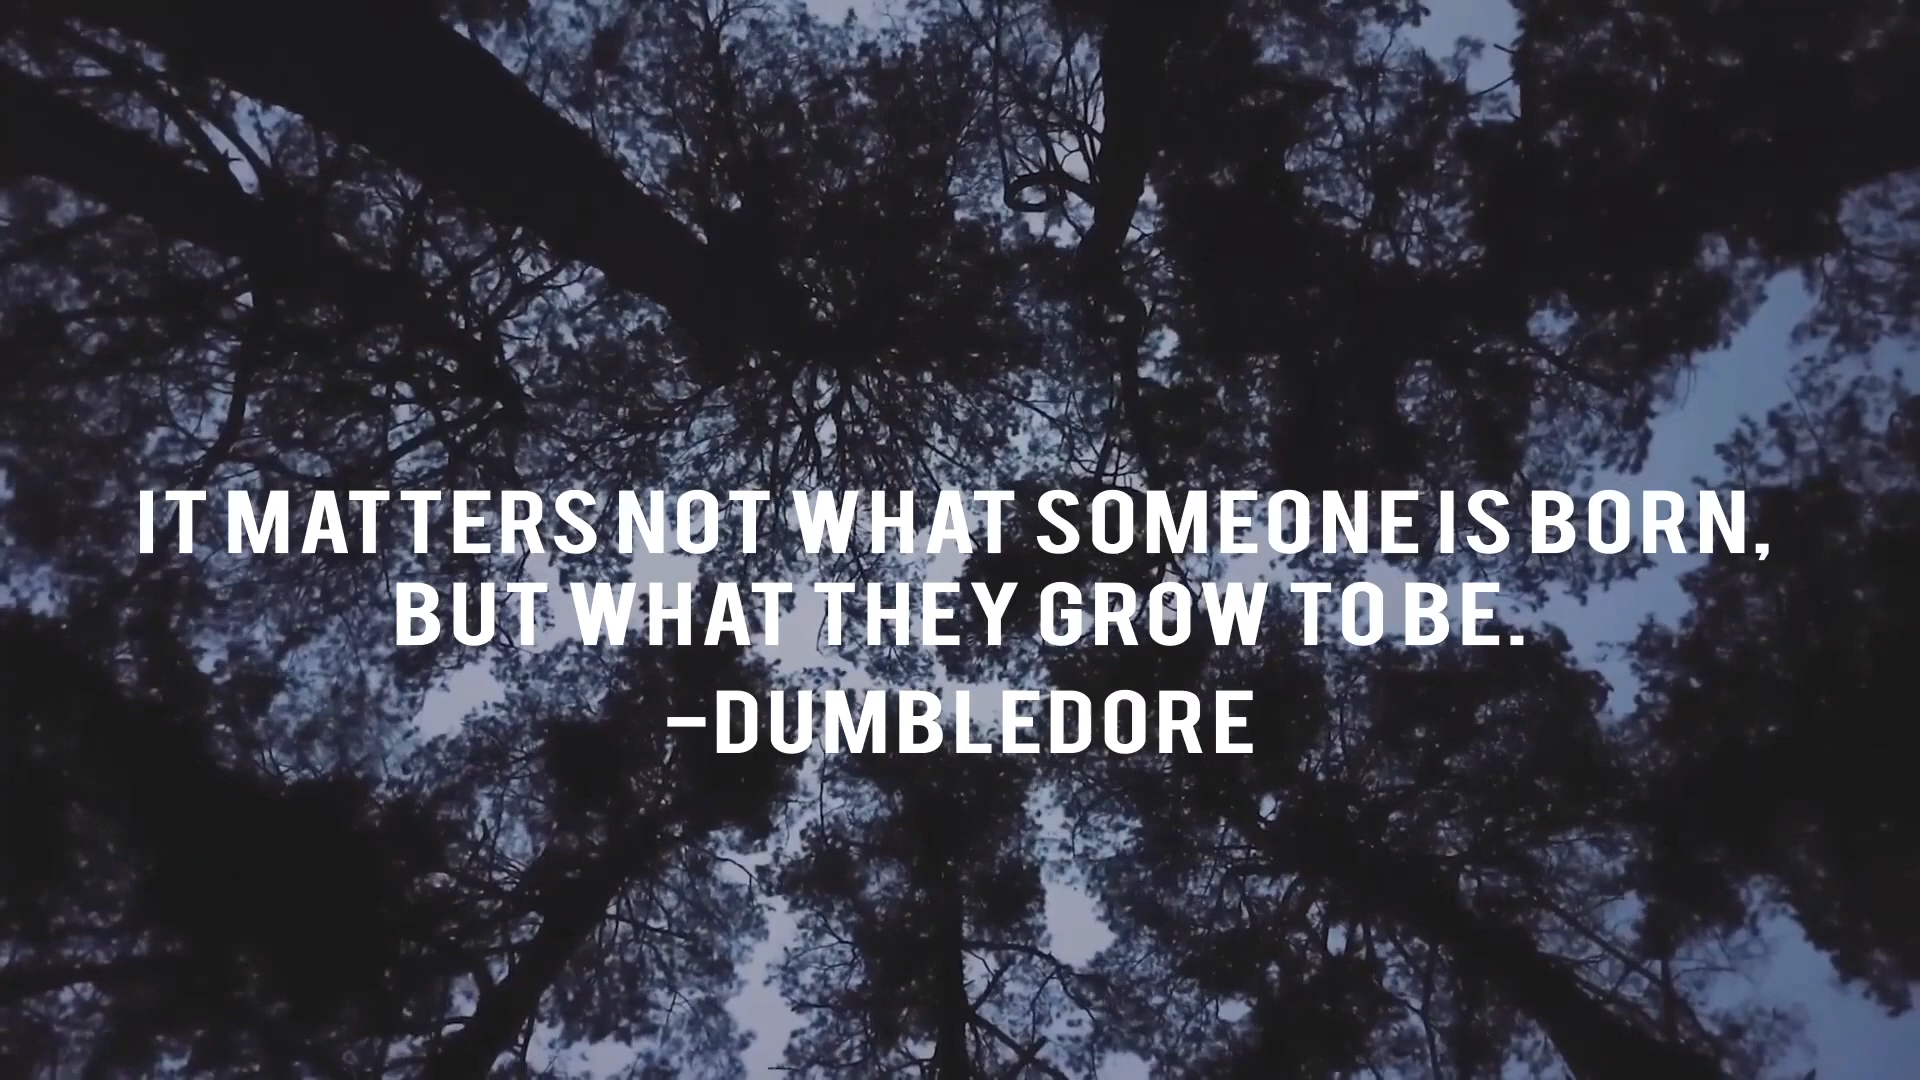 IT MATTERS NOT WHAT SOMEONE IS BORN,
BUT WHAT THEY GROW TO BE.
–DUMBLEDORE